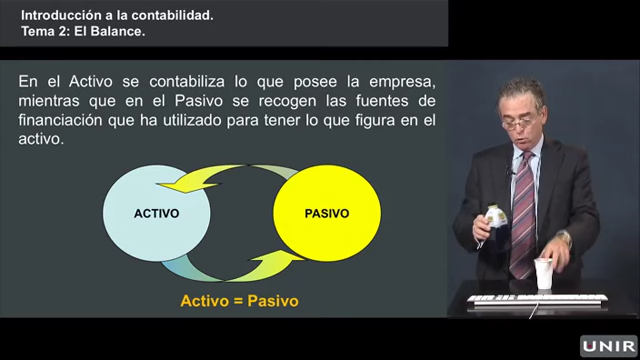 Introducción a la contabilidad.
Tema 2: El Balance.
En el Activo se contabiliza lo que posee la empresa,
mientras que en el Pasivo se recogen las fuentes de
financiación que ha utilizado para tener lo que figura en el
activo.
ACTIVO
PASIVO
Activo = Pasivo
UNIR